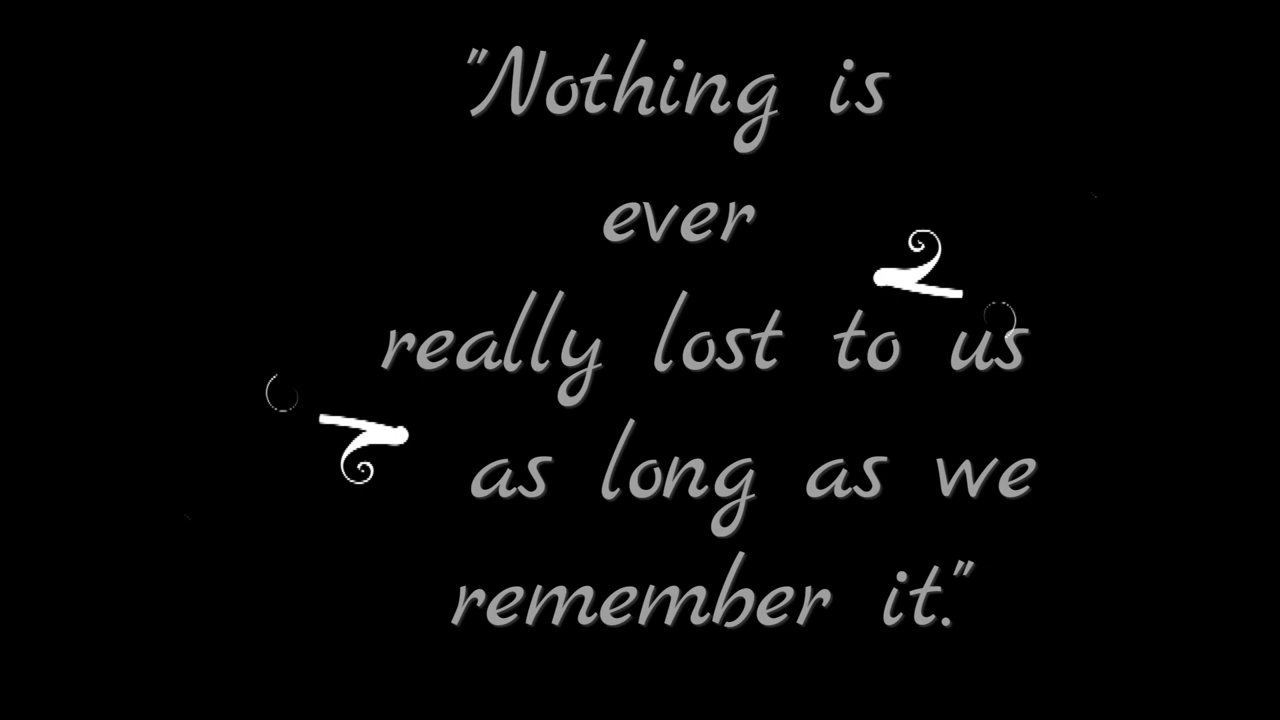 "Nothing is
ever
really lost to us
as long as we
remember it."